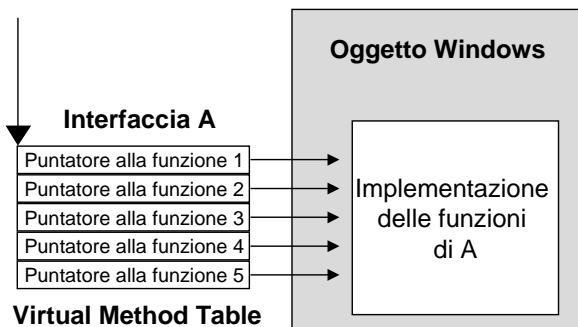 Oggetto Windows
Interfaccia A
Puntatore alla funzione 1
Puntatore alla funzione 2
Puntatore alla funzione 3
Puntatore alla funzione 4
Puntatore alla funzione 5
Implementazione
delle funzioni
di A
Virtual Method Table